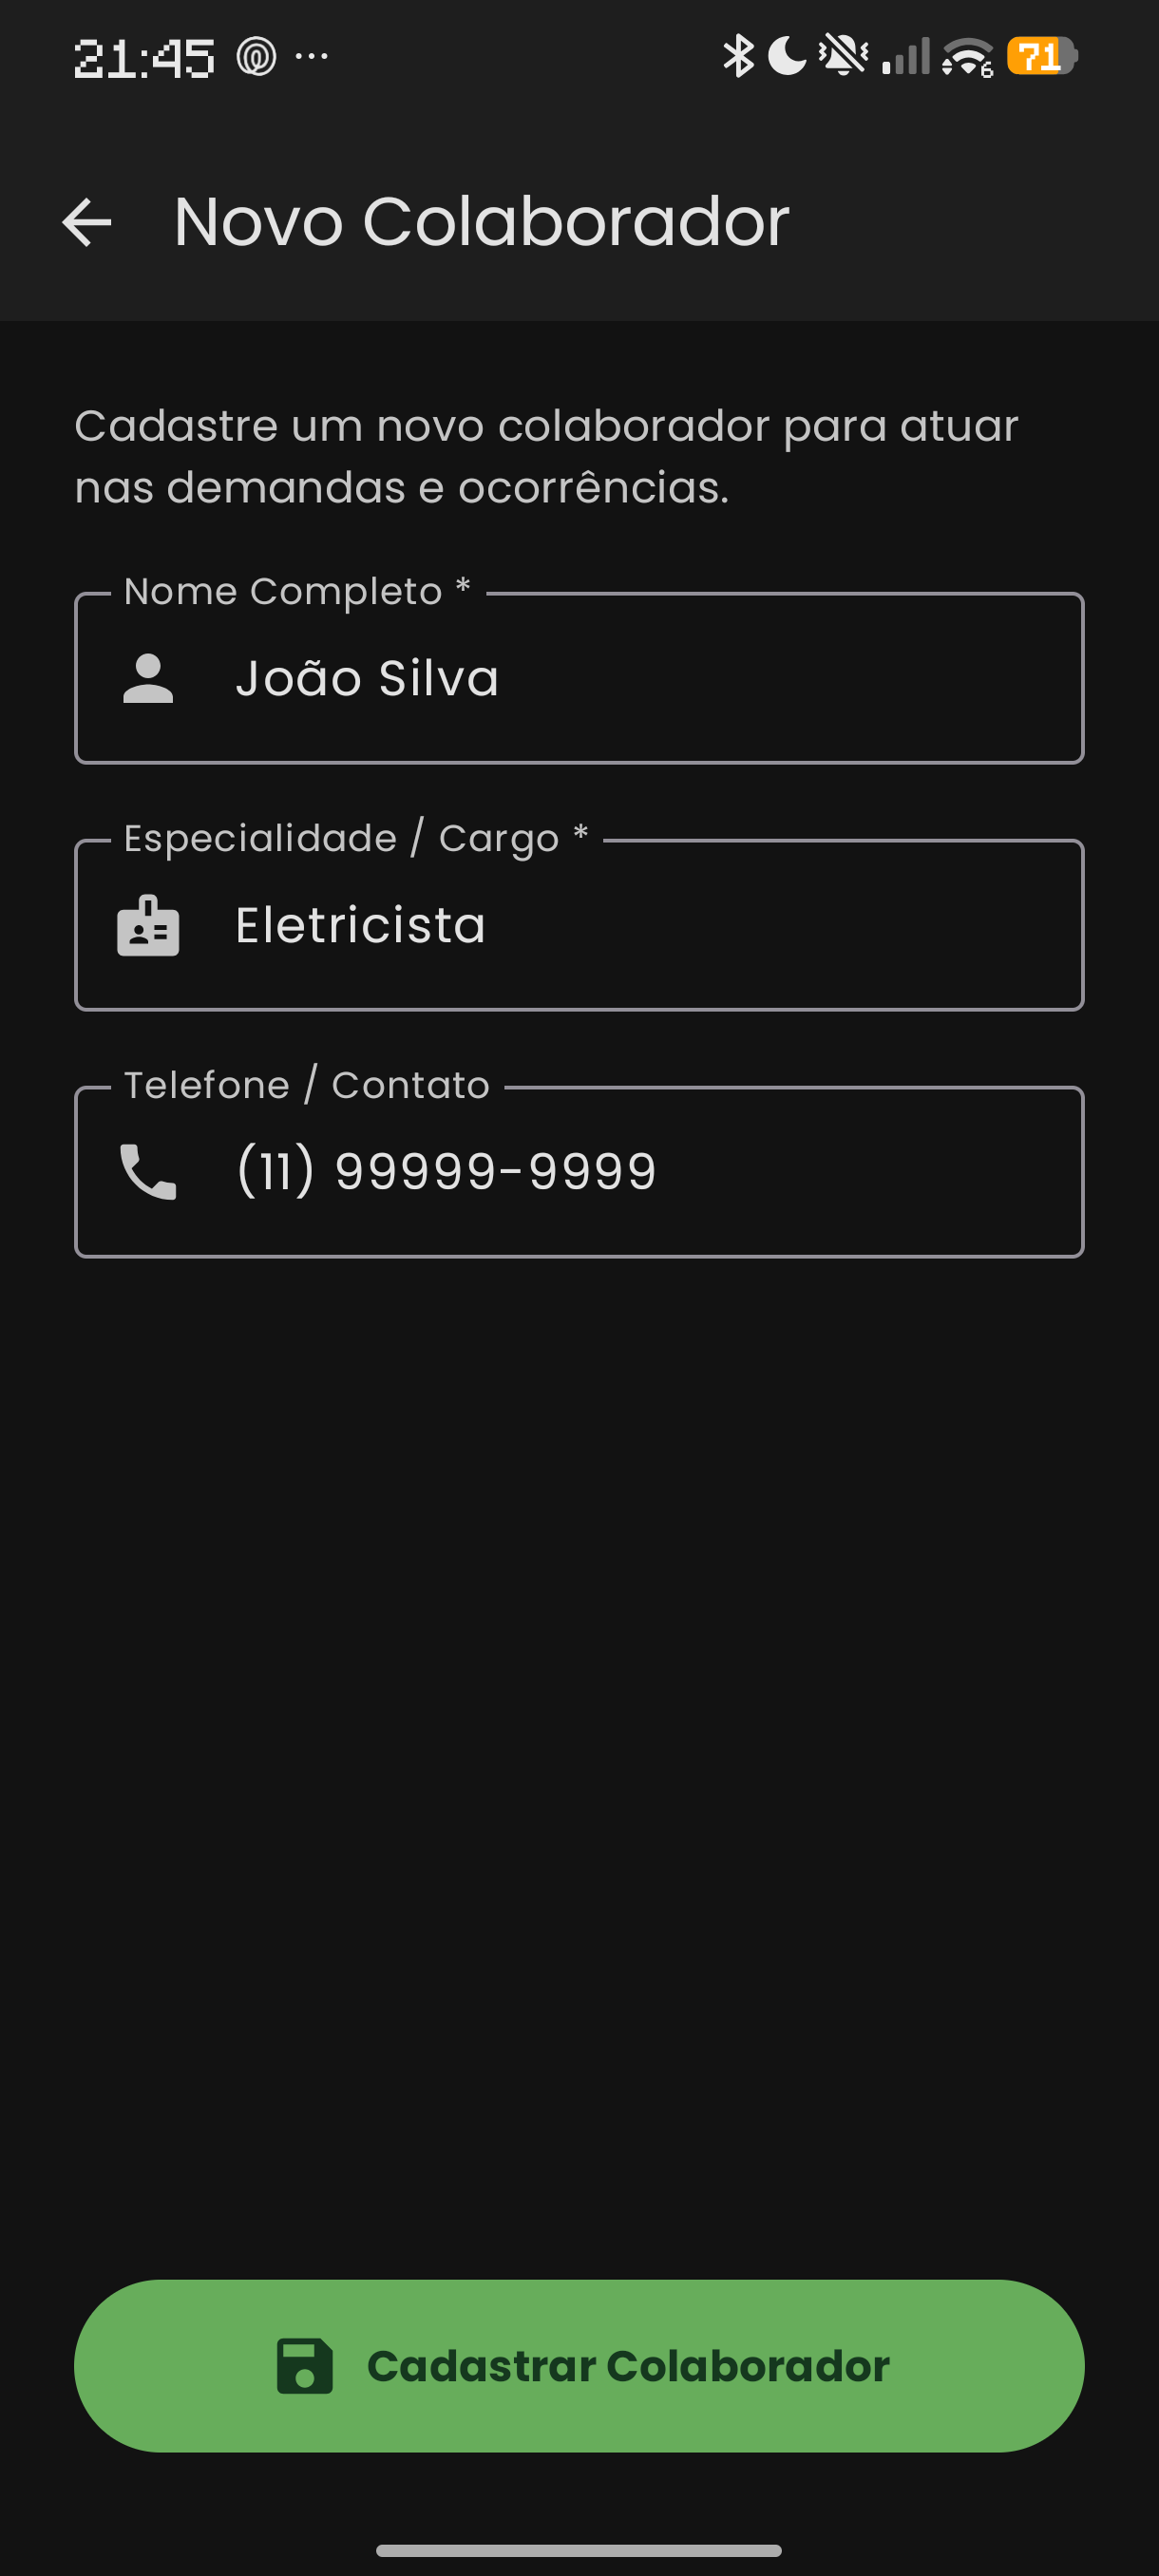 21:45 ... 6 71
Novo Colaborador
Cadastre um novo colaborador para atuar
nas demandas e ocorrências.
Nome Completo *
João Silva
Especialidade / Cargo *
Eletricista
Telefone / Contato
(11) 99999-9999
Cadastrar Colaborador